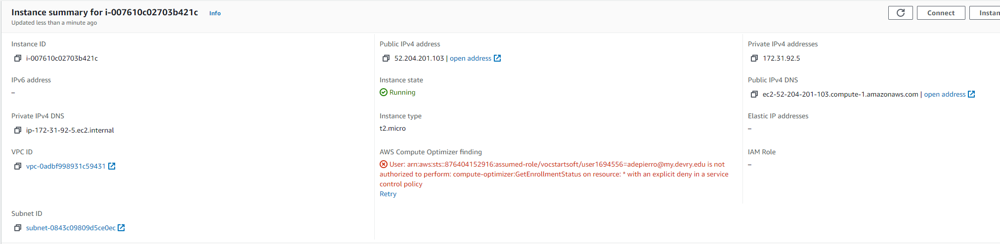 Instance summary for i-007610c02703b421c Info
Updated less than a minute ago
Connect
Instan
Instance ID
i-007610c02703b421c
Public IPv4 address
52.204.201.103 | open address
Private IPv4 addresses
172.31.92.5
IPv6 address
–
Instance state
Running
Public IPv4 DNS
ec2-52-204-201-103.compute-1.amazonaws.com | open address
Private IPv4 DNS
ip-172-31-92-5.ec2.internal
Instance type
t2.micro
Elastic IP addresses
–
VPC ID
vpc-0adbf998931c59431
AWS Compute Optimizer finding
User: arn:aws:sts::876404152916:assumed-role/vocstartsoft/user1694556=adepierro@my.devry.edu is not
authorized to perform: compute-optimizer:GetEnrollmentStatus on resource: * with an explicit deny in a service
control policy
Retry
IAM Role
–
Subnet ID
subnet-0843c09809d5ce0ec